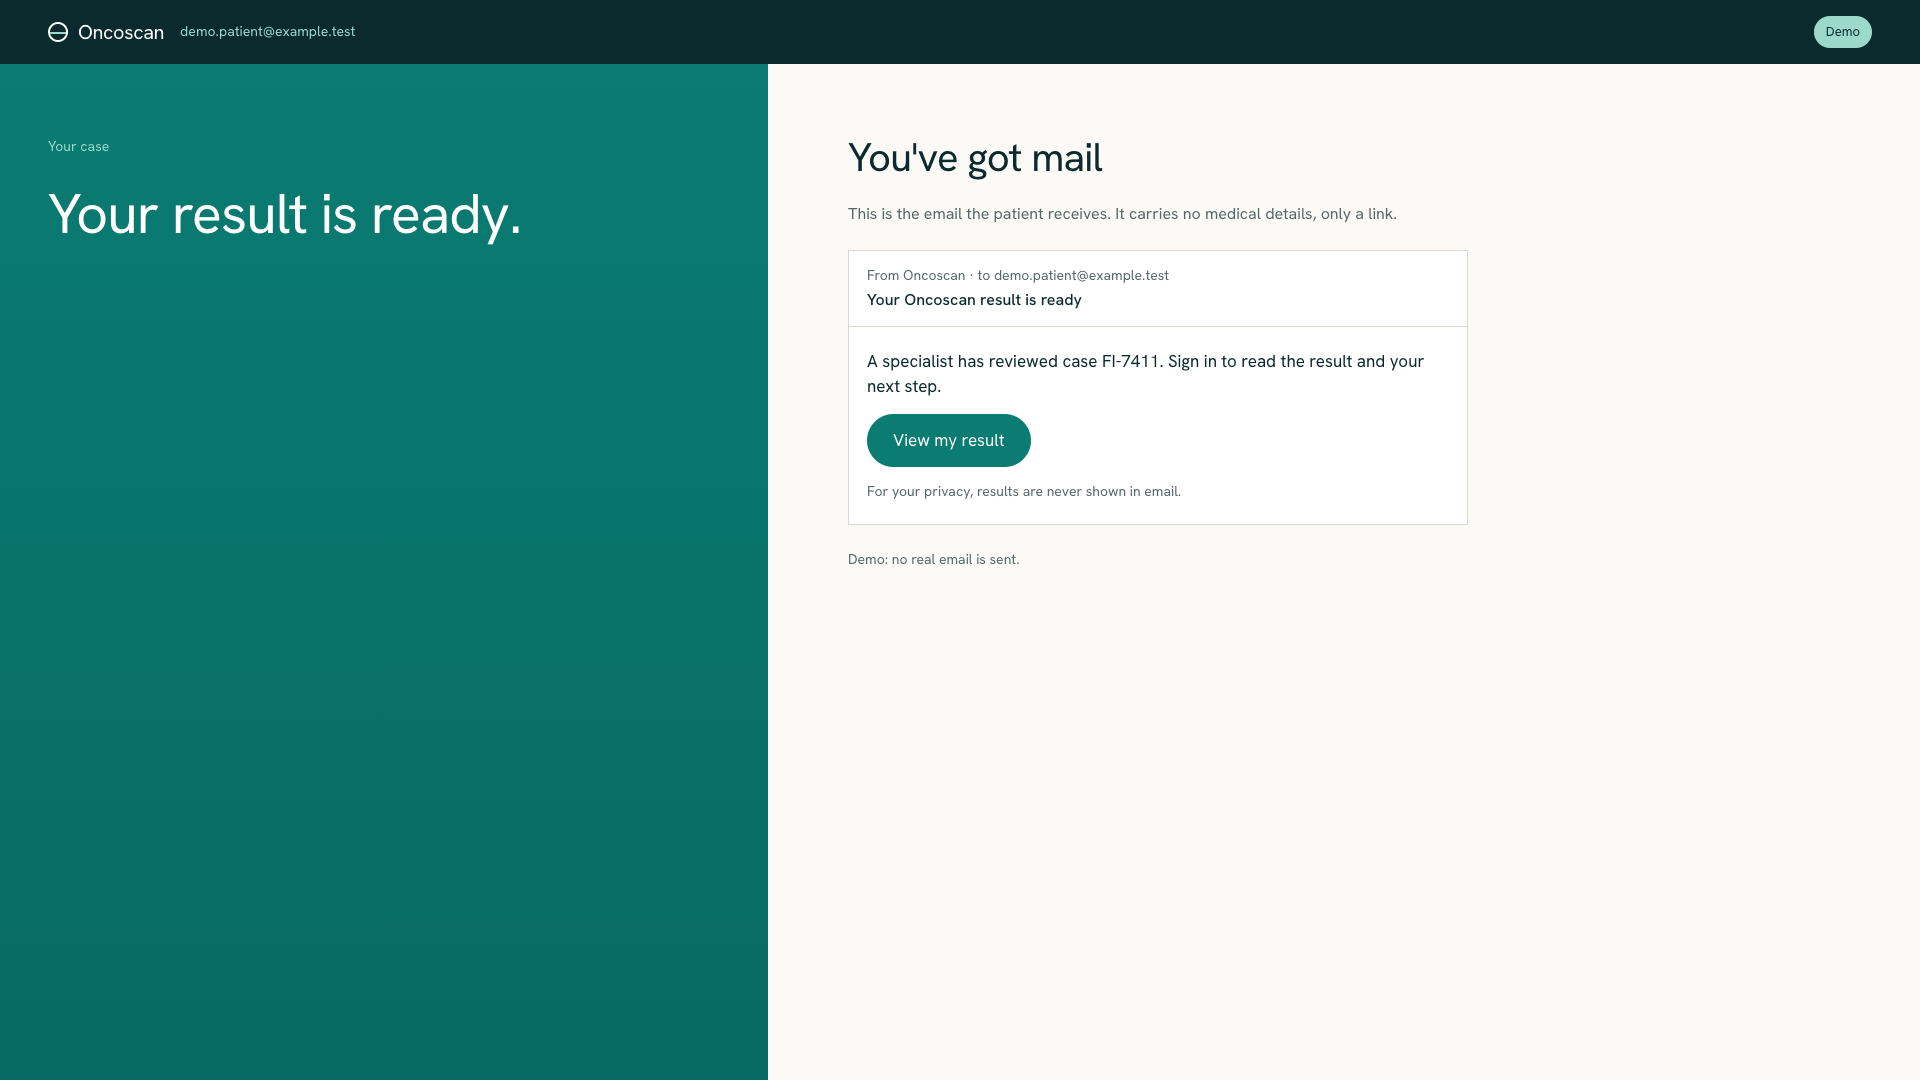 Oncoscan demo.patient@example.test
Demo
Your case
Your result is ready.
You've got mail
This is the email the patient receives. It carries no medical details, only a link.
From Oncoscan · to demo.patient@example.test
Your Oncoscan result is ready
A specialist has reviewed case FI-7411. Sign in to read the result and your
next step.
View my result
For your privacy, results are never shown in email.
Demo: no real email is sent.